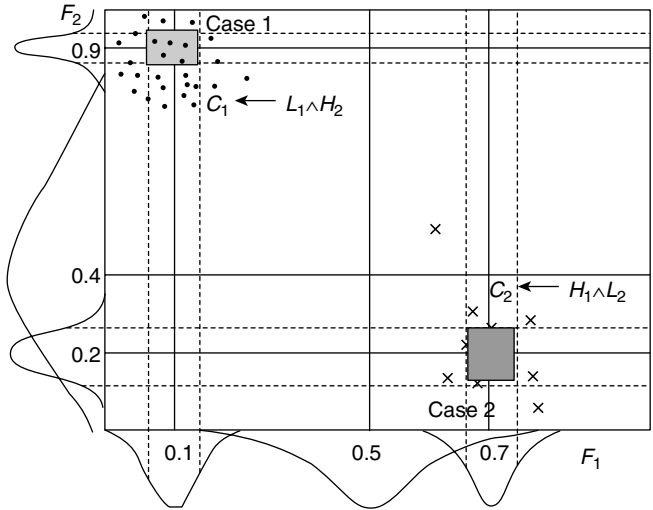 F2
Case 1
0.9
C1 ← L1∧H2
0.4
C2 ← H1∧L2
0.2
Case 2
0.1 0.5 0.7 F1